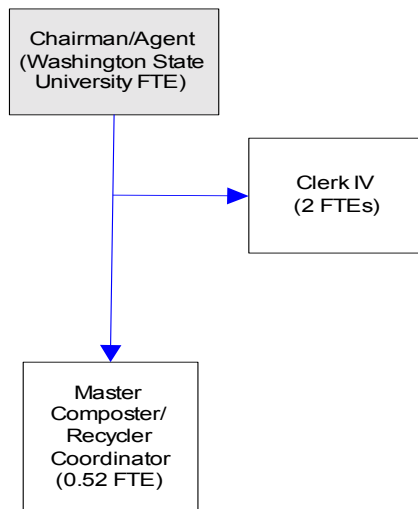 Chairman/Agent
(Washington State
University FTE)
Clerk IV
(2 FTEs)
Master
Composter/
Recycler
Coordinator
(0.52 FTE)